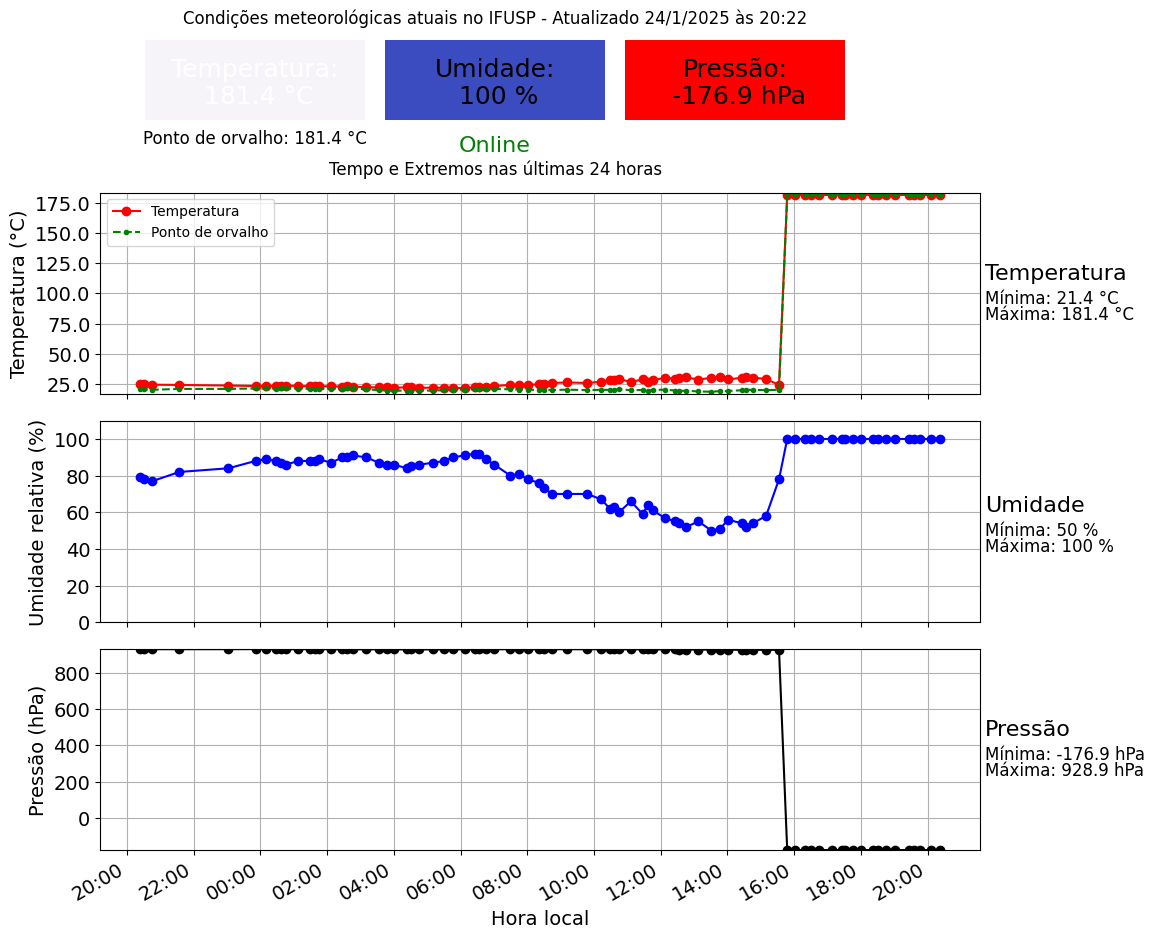 Condições meteorológicas atuais no IFUSP - Atualizado 24/1/2025 às 20:22
Temperatura:
181.4 °C
Umidade:
100 %
Pressão:
-176.9 hPa
Ponto de orvalho: 181.4 °C
Online
Tempo e Extremos nas últimas 24 horas
Temperatura (°C)
175.0
150.0
125.0
100.0
75.0
50.0
25.0
Temperatura
Ponto de orvalho
Temperatura
Mínima: 21.4 °C
Máxima: 181.4 °C
Umidade relativa (%)
100
80
60
40
20
0
Umidade
Mínima: 50 %
Máxima: 100 %
Pressão (hPa)
800
600
400
200
0
Pressão
Mínima: -176.9 hPa
Máxima: 928.9 hPa
20:00
22:00
00:00
02:00
04:00
06:00
08:00
10:00
12:00
14:00
16:00
18:00
20:00
Hora local